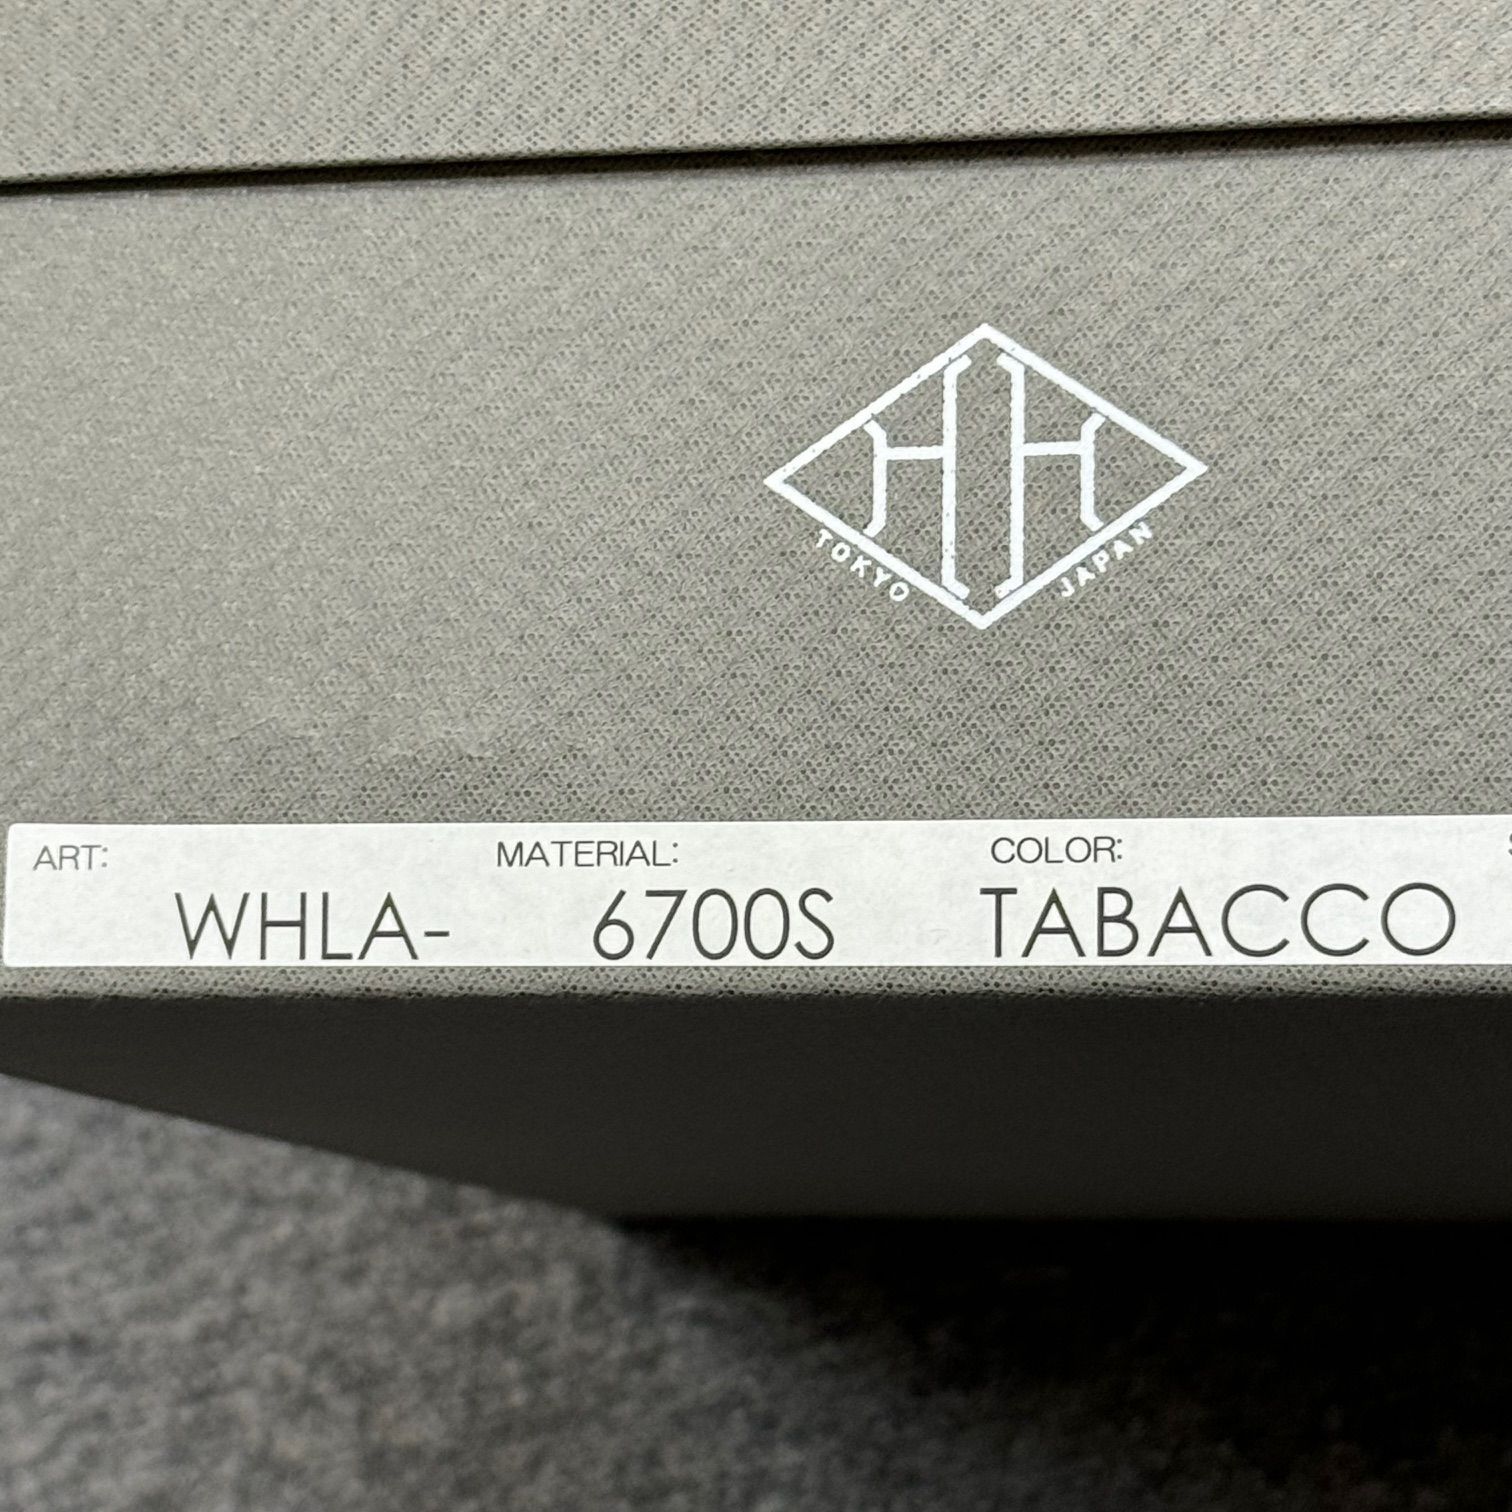 HH
TOKYO JAPAN
ART: MATERIAL: COLOR:
WHLA- 6700S TABACCO